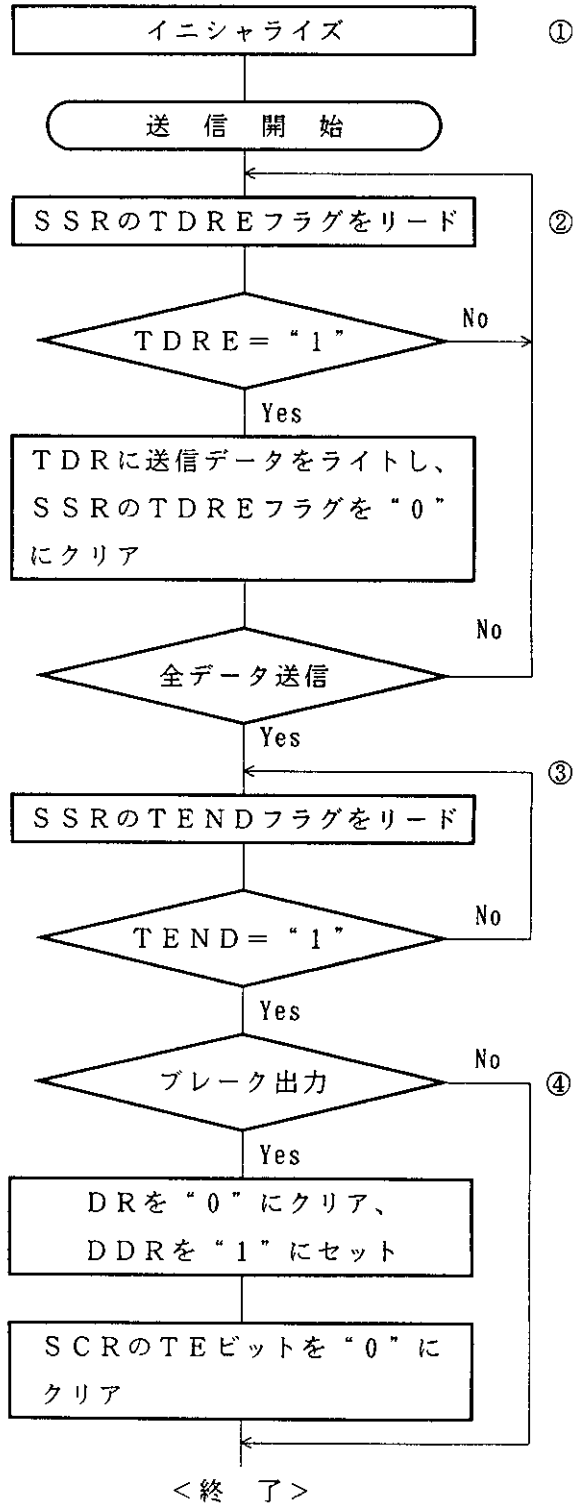 イニシャライズ
①
送信開始
SSRのTDREフラグをリード
②
TDRE=“1”
No
Yes
TDRに送信データをライトし、
SSRのTDREフラグを“0”
にクリア
No
全データ送信
Yes
③
SSRのTENDフラグをリード
TEND=“1”
No
Yes
ブレーク出力
No
④
Yes
DRを“0”にクリア、
DDRを“1”にセット
SCRのTEビットを“0”に
クリア
<終 了>